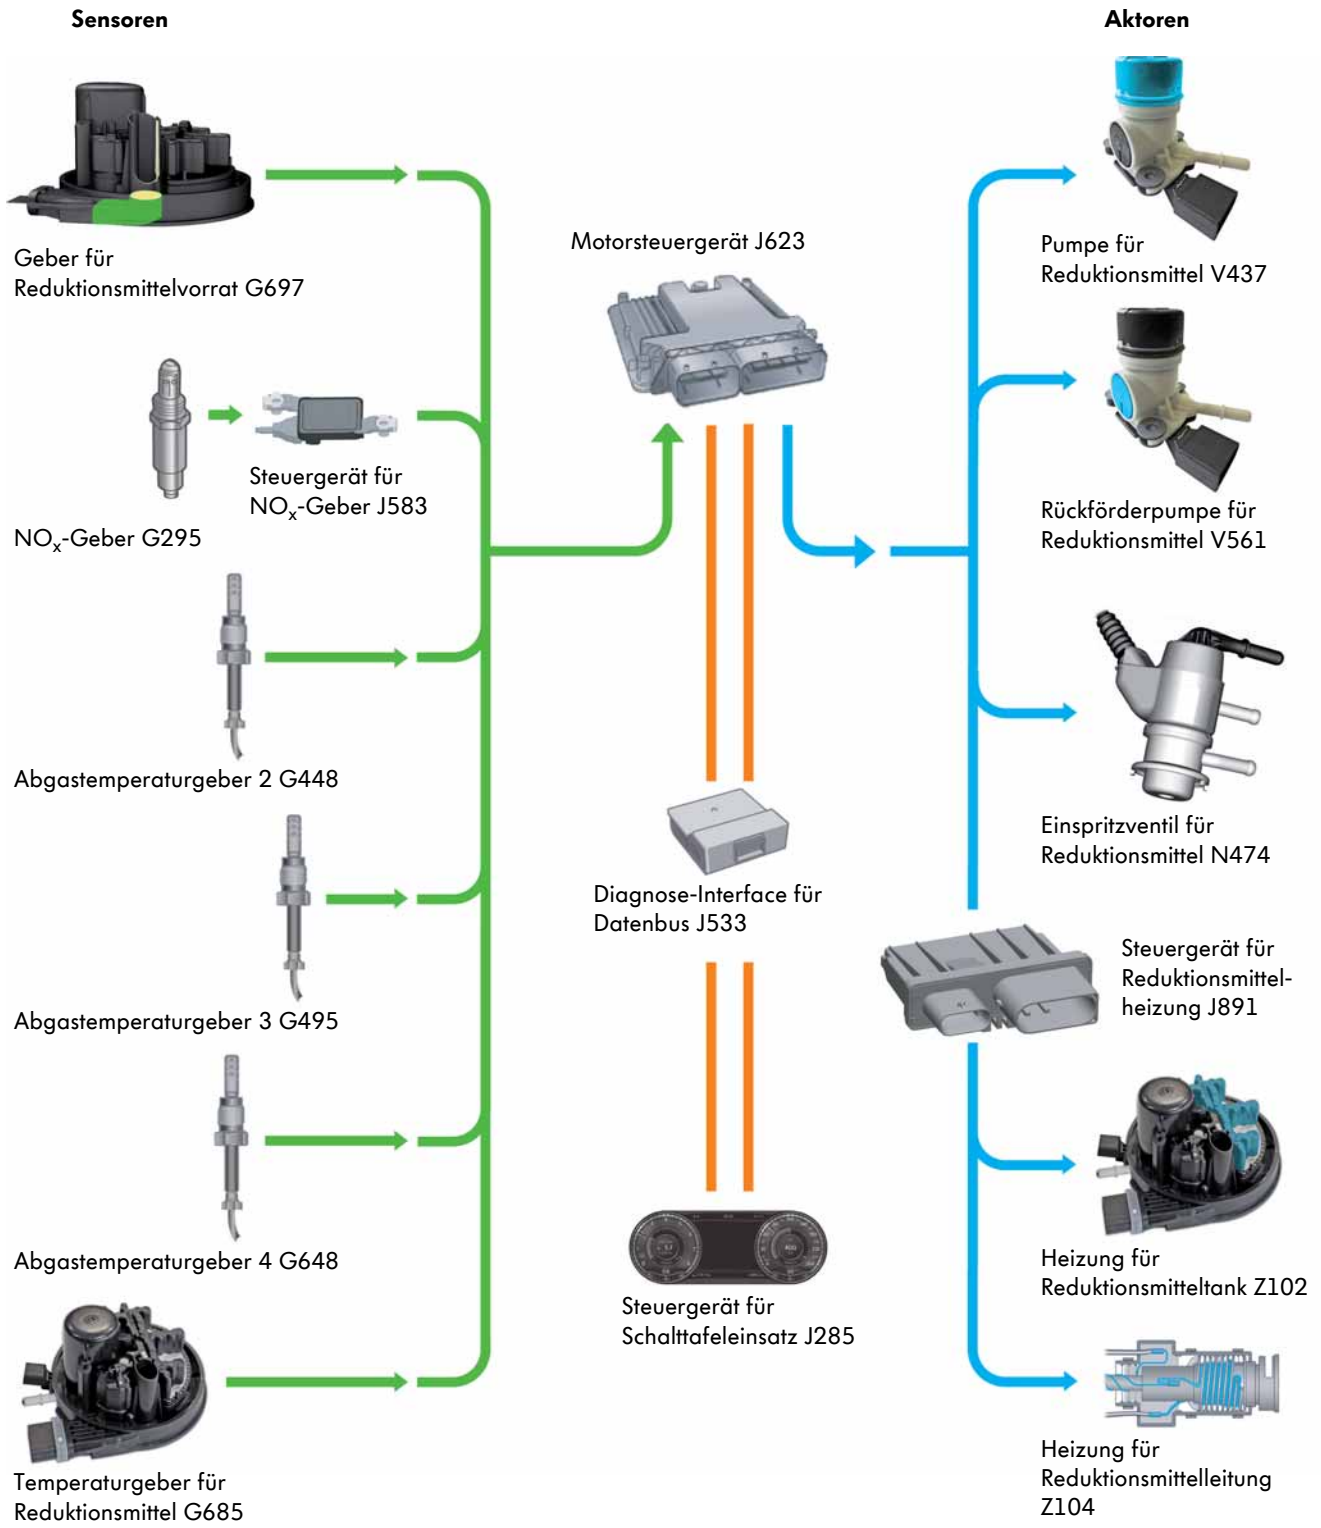 Sensoren
Aktoren
Geber für
Reduktionsmittelvorrat G697
Motorsteuergerät J623
Pumpe für
Reduktionsmittel V437
Steuergerät für
NOx-Geber J583
NOx-Geber G295
Rückförderpumpe für
Reduktionsmittel V561
Abgastemperaturgeber 2 G448
Einspritzventil für
Reduktionsmittel N474
Diagnose-Interface für
Datenbus J533
Steuergerät für
Reduktionsmittel-
heizung J891
Abgastemperaturgeber 3 G495
Abgastemperaturgeber 4 G648
Heizung für
Reduktionsmitteltank Z102
Steuergerät für
Schalttafeleinsatz J285
Temperaturgeber für
Reduktionsmittel G685
Heizung für
Reduktionsmittelleitung
Z104